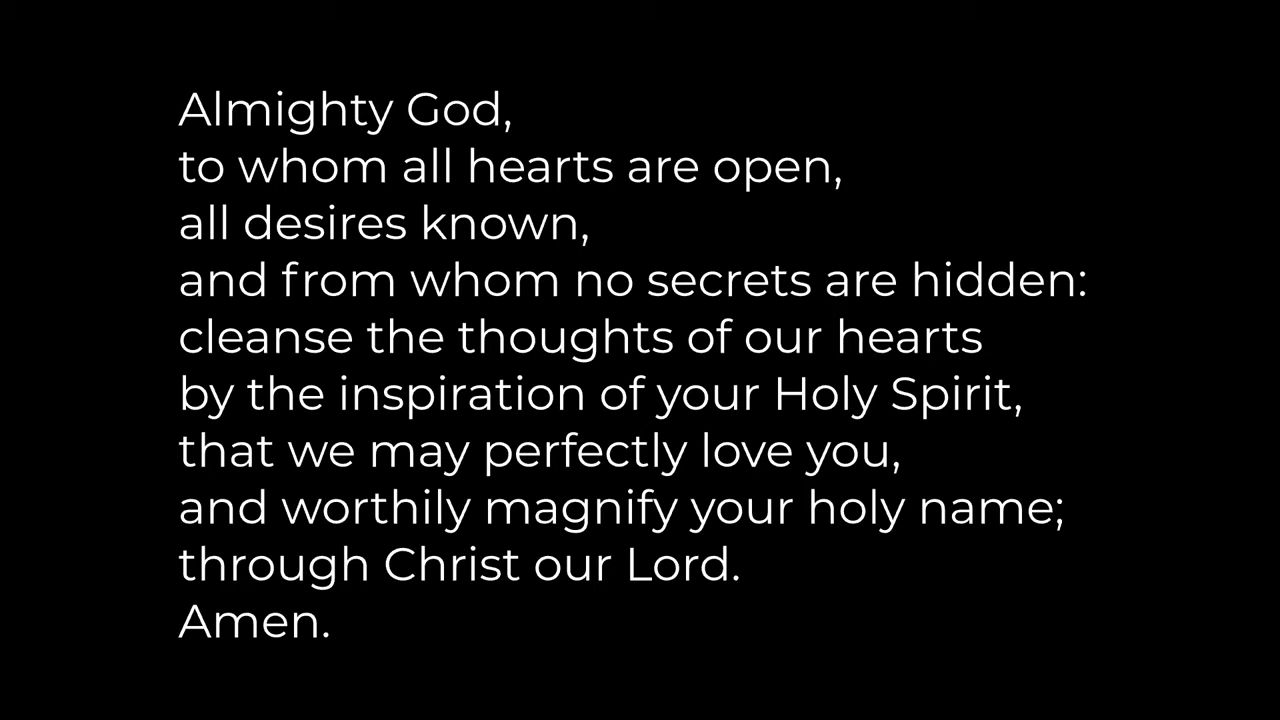 Almighty God,
to whom all hearts are open,
all desires known,
and from whom no secrets are hidden:
cleanse the thoughts of our hearts
by the inspiration of your Holy Spirit,
that we may perfectly love you,
and worthily magnify your holy name;
through Christ our Lord.
Amen.